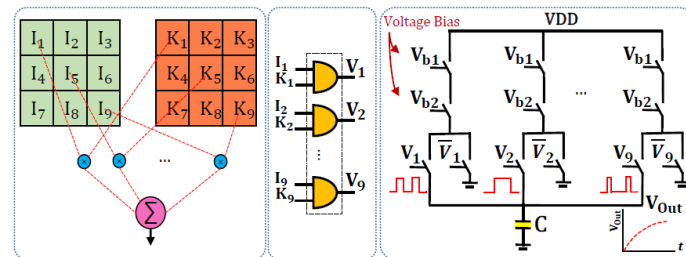 I1 I2 I3
I4 I5 I6
I7 I8 I9
K1 K2 K3
K4 K5 K6
K7 K8 K9
× × ... ×
Σ
I1
K1
V1
I2
K2
V2
⋮
I9
K9
V9
Voltage Bias
VDD
Vb1 Vb1 Vb1
...
Vb2 Vb2 Vb2
V1 V̅1 V2 V̅2 V9 V̅9
VOut
C
VOut
t